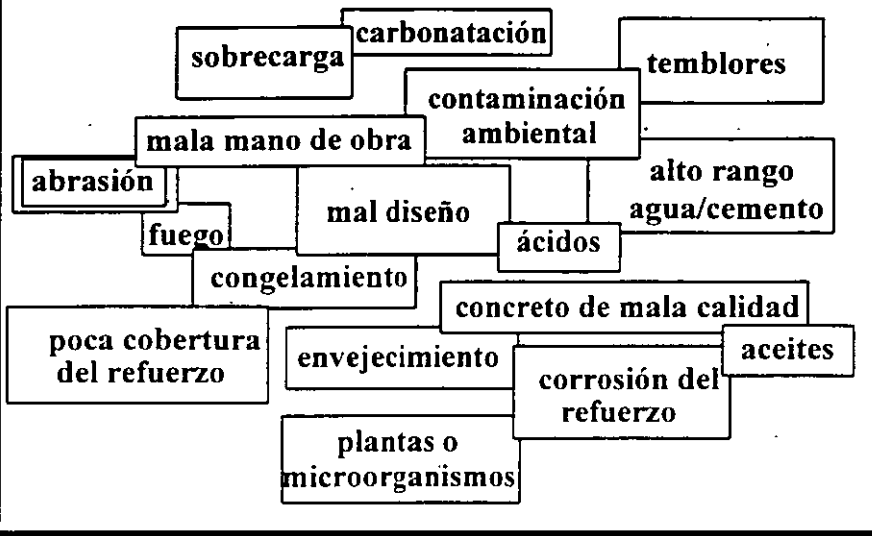 carbonatación
sobrecarga
temblores
contaminación
ambiental
mala mano de obra
abrasión
alto rango
agua/cemento
mal diseño
fuego
ácidos
congelamiento
concreto de mala calidad
poca cobertura
del refuerzo
envejecimiento
aceites
corrosión del
refuerzo
plantas o
microorganismos